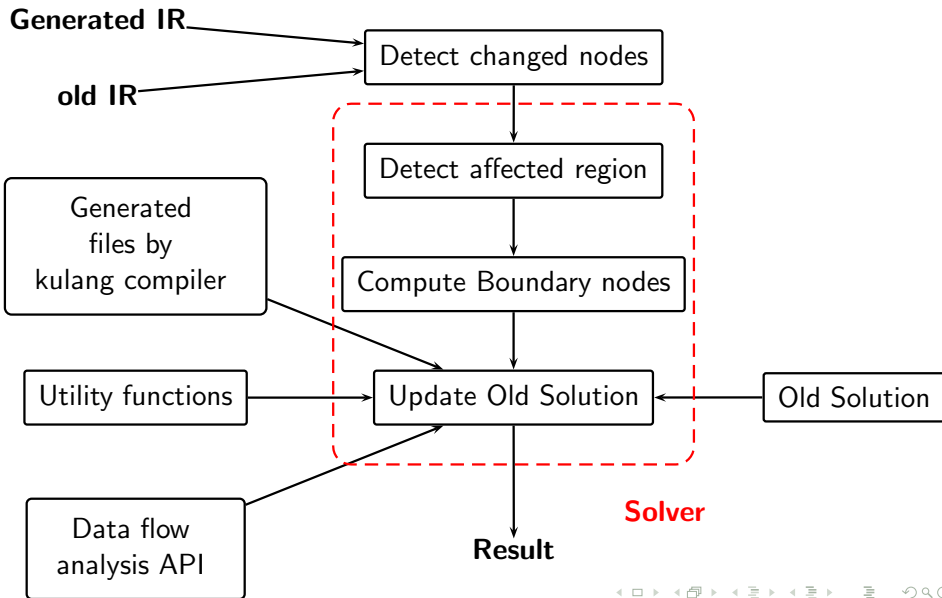 Generated IR
Detect changed nodes
old IR
Detect affected region
Generated
files by
kulang compiler
Compute Boundary nodes
Utility functions
Update Old Solution
Old Solution
Data flow
analysis API
Solver
Result